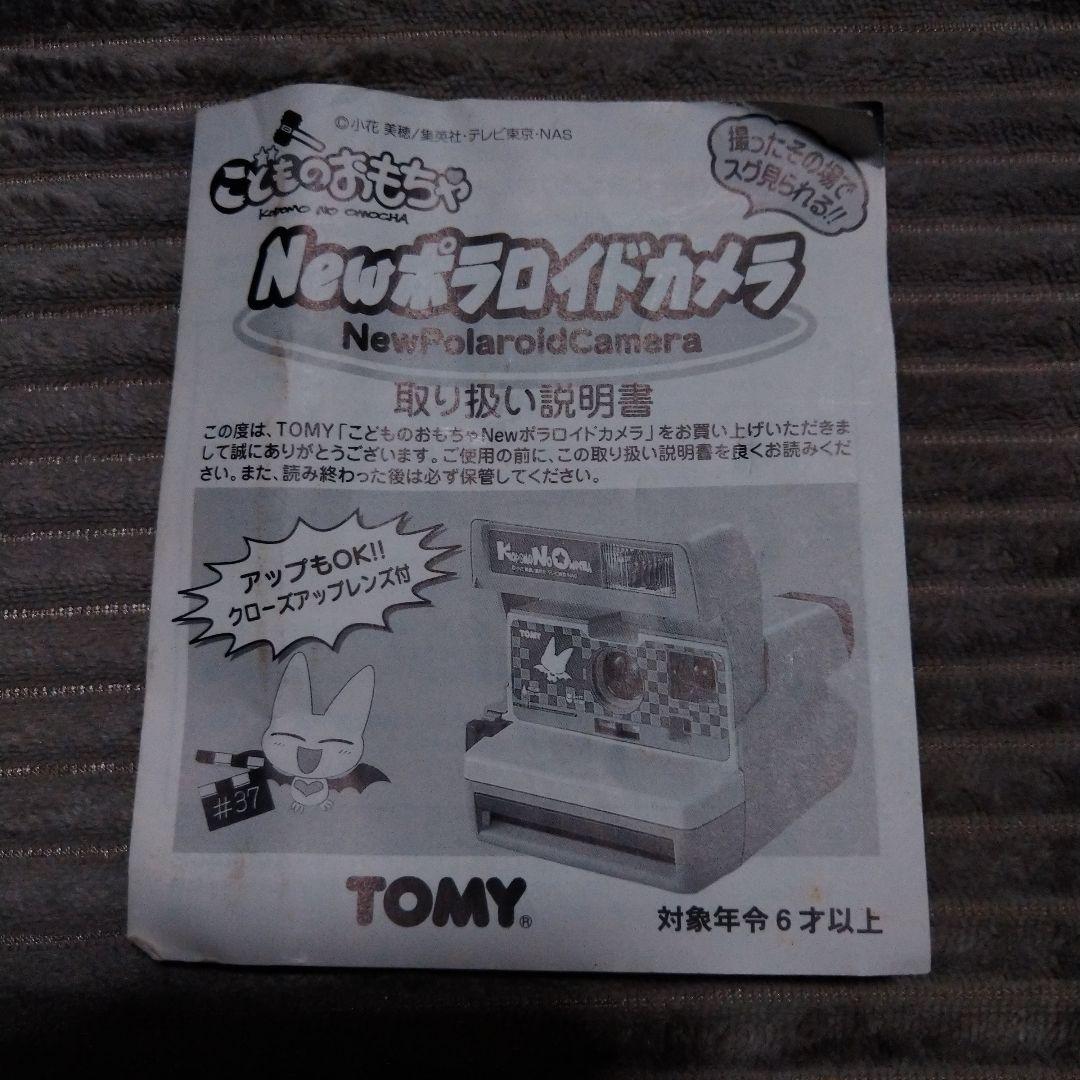 ©小花 美穂/集英社・テレビ東京・NAS
こどものおもちゃ
KODOMO NO OMOCHA
撮ったその場で
スグ見られる!!
Newポラロイドカメラ
NewPolaroidCamera
取り扱い説明書
この度は、TOMY「こどものおもちゃNewポラロイドカメラ」をお買い上げいただきま
して誠にありがとうございます。ご使用の前に、この取り扱い説明書を良くお読みくだ
さい。また、読み終わった後は必ず保管してください。
アップもOK!!
クローズアップレンズ付
KODOMO NO OMOCHA
TOMY
#37
TOMY®
対象年令6才以上